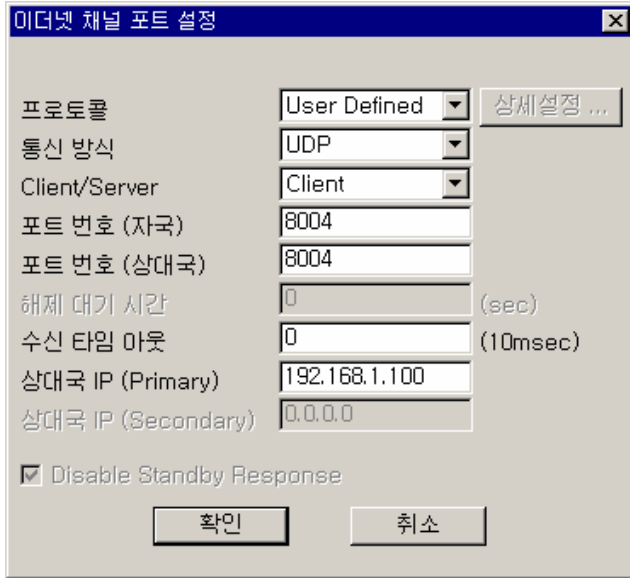 이더넷 채널 포트 설정
프로토콜 User Defined 상세설정 ...
통신 방식 UDP
Client/Server Client
포트 번호 (자국) 8004
포트 번호 (상대국) 8004
해제 대기 시간 0 (sec)
수신 타임 아웃 0 (10msec)
상대국 IP (Primary) 192.168.1.100
상대국 IP (Secondary) 0.0.0.0
Disable Standby Response
확인 취소